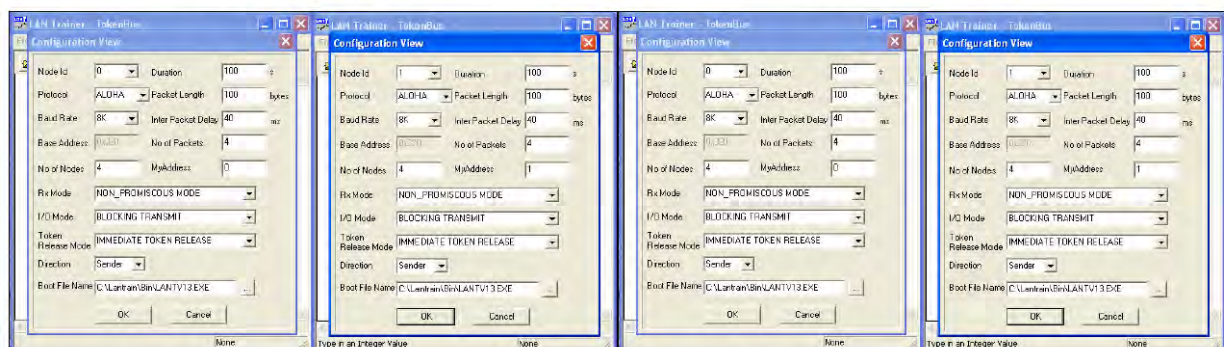 LAN Trainer - TokenBus
Configuration View
Node Id 0 Duration 100 s
Protocol ALOHA Packet Length 100 bytes
Baud Rate 8K Inter Packet Delay 40 ms
Base Address No of Packets 4
No of Nodes 4 MyAddress 0
Rx Mode NON_PROMISCOUS MODE
I/O Mode BLOCKING TRANSMIT
Token
Release Mode IMMEDIATE TOKEN RELEASE
Direction Sender
Boot File Name C:\Lantrain\Bin\LANTV13.EXE ...
OK Cancel
None
LAN Trainer - TokenBus
Configuration View
Node Id 1 Duration 100 s
Protocol ALOHA Packet Length 100 bytes
Baud Rate 8K Inter Packet Delay 40 ms
Base Address No of Packets 4
No of Nodes 4 MyAddress 1
Rx Mode NON_PROMISCOUS MODE
I/O Mode BLOCKING TRANSMIT
Token
Release Mode IMMEDIATE TOKEN RELEASE
Direction Sender
Boot File Name C:\Lantrain\Bin\LANTV13.EXE ...
OK Cancel
Type in an Integer Value None
LAN Trainer - TokenBus
Configuration View
Node Id 0 Duration 100 s
Protocol ALOHA Packet Length 100 bytes
Baud Rate 8K Inter Packet Delay 40 ms
Base Address No of Packets 4
No of Nodes 4 MyAddress 0
Rx Mode NON_PROMISCOUS MODE
I/O Mode BLOCKING TRANSMIT
Token
Release Mode IMMEDIATE TOKEN RELEASE
Direction Sender
Boot File Name C:\Lantrain\Bin\LANTV13.EXE ...
OK Cancel
None
LAN Trainer - TokenBus
Configuration View
Node Id 1 Duration 100 s
Protocol ALOHA Packet Length 100 bytes
Baud Rate 8K Inter Packet Delay 40 ms
Base Address No of Packets 4
No of Nodes 4 MyAddress 1
Rx Mode NON_PROMISCOUS MODE
I/O Mode BLOCKING TRANSMIT
Token
Release Mode IMMEDIATE TOKEN RELEASE
Direction Sender
Boot File Name C:\Lantrain\Bin\LANTV13.EXE ...
OK Cancel
Type in an Integer Value None